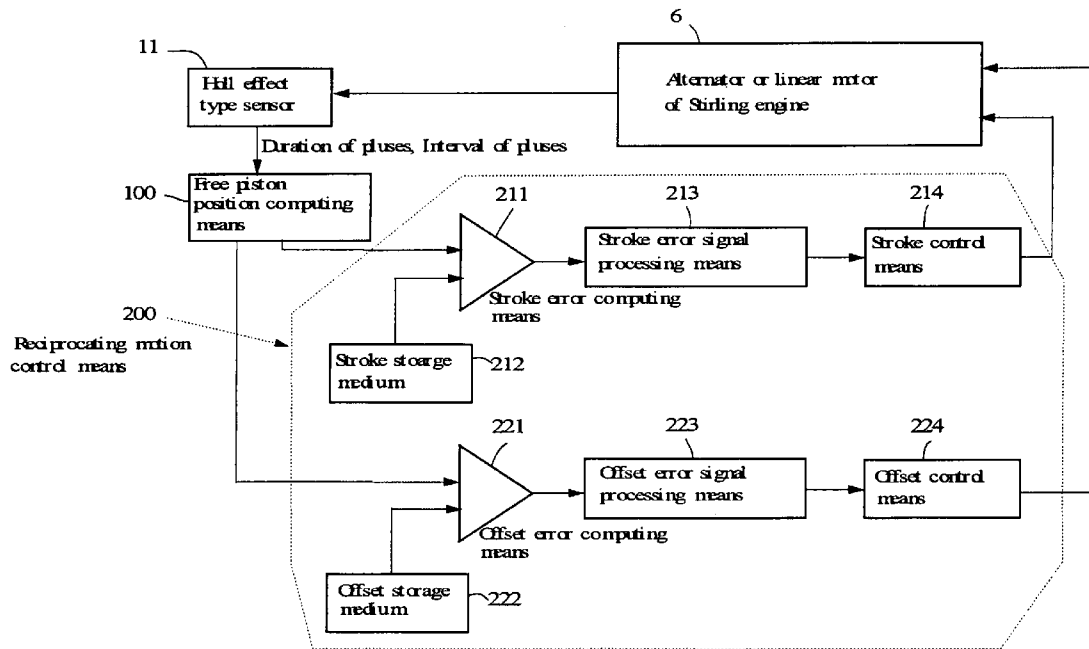 6
11
Hall effect
type sensor
Alternator or linear motor
of Stirling engine
Duration of pluses, Interval of pluses
100
Free piston
position computing
means
211
213
214
Stroke error signal
processing means
Stroke control
means
Stroke error computing
means
200
Reciprocating motion
control means
Stroke stoarge
medium
212
221
223
224
Offset error signal
processing means
Offset control
means
Offset error computing
means
Offset storage
medium
222